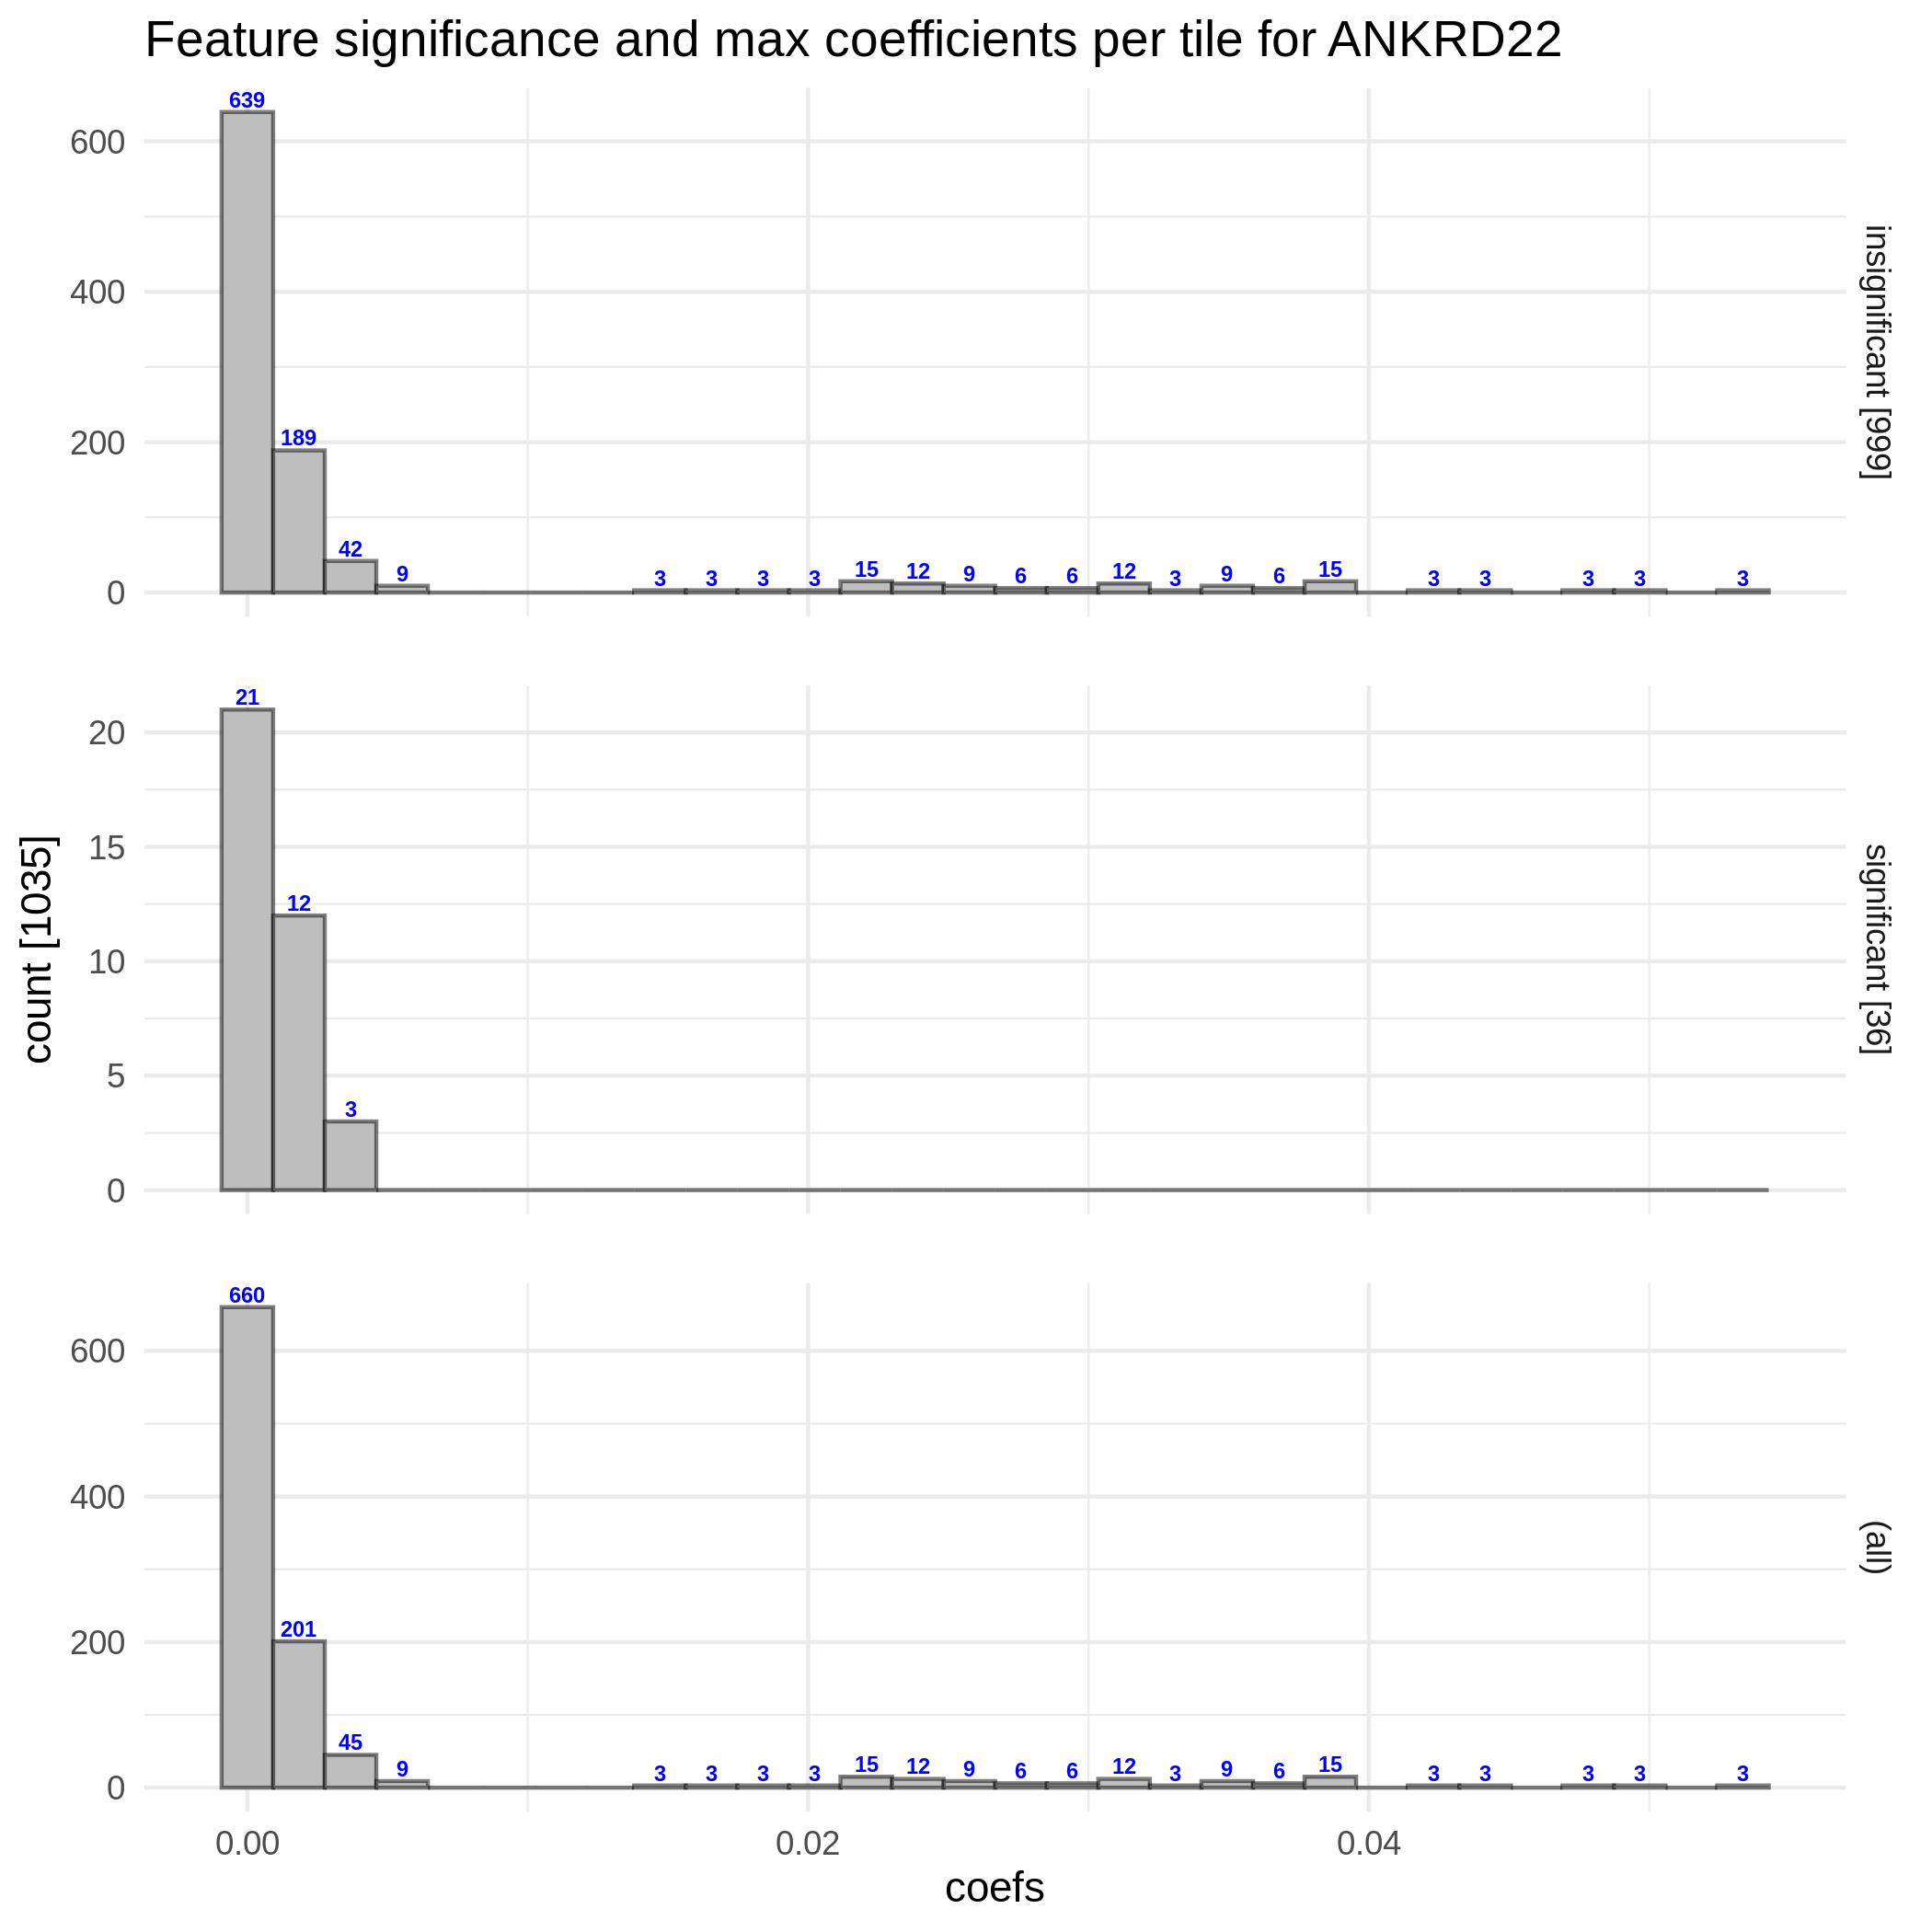 Feature significance and max coefficients per tile for ANKRD22
639
600
400
200
0
189
42
9
3 3 3 3 15 12 9 6 6 12 3 9 6 15 3 3 3 3 3
insignificant [999]
21
20
15
10
5
0
12
3
significant [36]
count [1035]
660
600
400
200
0
201
45
9
3 3 3 3 15 12 9 6 6 12 3 9 6 15 3 3 3 3 3
(all)
0.00 0.02 0.04
coefs